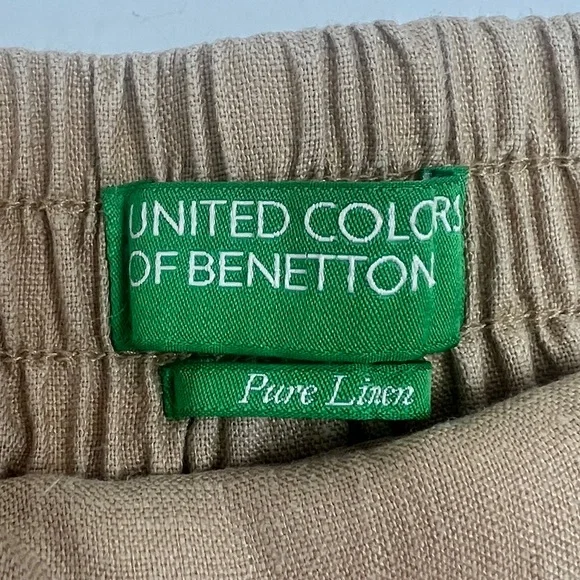 UNITED COLORS
OF BENETTON
Pure Linen